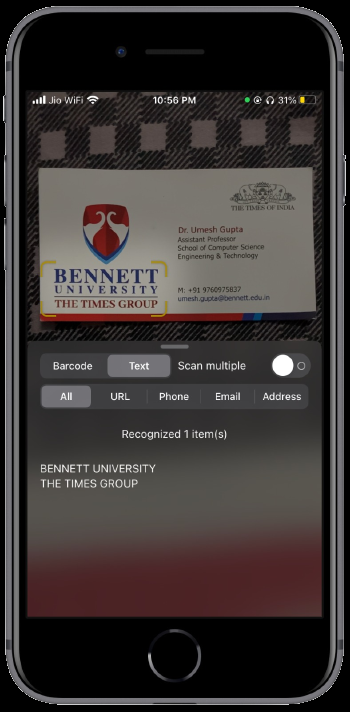 Jio WiFi
10:56 PM
31%
THE TIMES OF INDIA
Dr. Umesh Gupta
Assistant Professor
School of Computer Science
Engineering & Technology
BENNETT
UNIVERSITY
THE TIMES GROUP
M: +91 9760975837
umesh.gupta@bennett.edu.in
Barcode
Text
Scan multiple
All
URL
Phone
Email
Address
Recognized 1 item(s)
BENNETT UNIVERSITY
THE TIMES GROUP